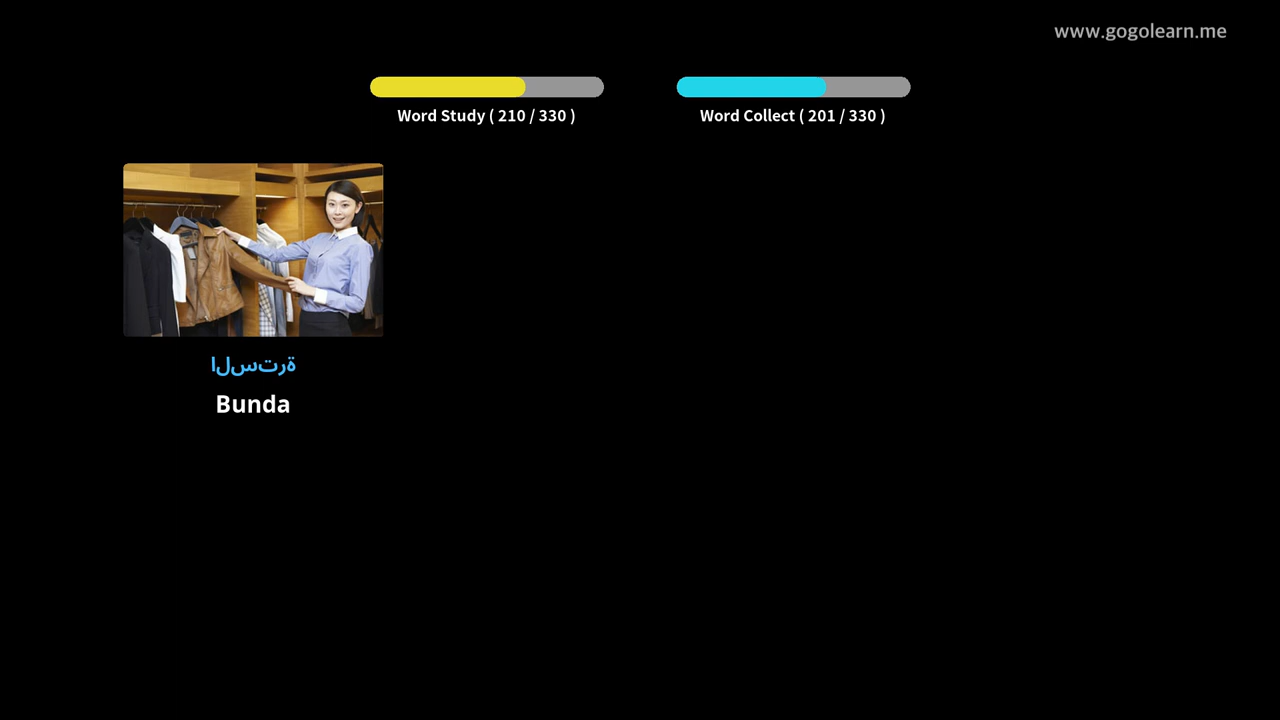 www.gogolearn.me
Word Study ( 210 / 330 )
Word Collect ( 201 / 330 )
السترة
Bunda